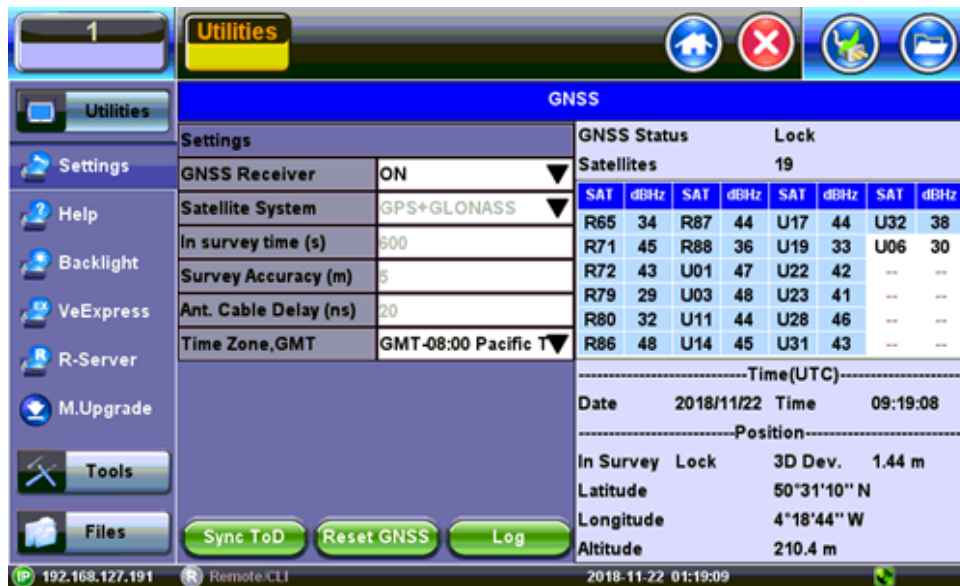 1
Utilities
GNSS
Utilities
Settings
Help
Backlight
VeExpress
R-Server
M.Upgrade
Tools
Files
Settings
GNSS Receiver ON
Satellite System GPS+GLONASS
In survey time (s) 600
Survey Accuracy (m) 5
Ant. Cable Delay (ns) 20
Time Zone,GMT GMT-08:00 Pacific T
Sync ToD Reset GNSS Log
GNSS Status Lock
Satellites 19
SAT dBHz SAT dBHz SAT dBHz SAT dBHz
R65 34 R87 44 U17 44 U32 38
R71 45 R88 36 U19 33 U06 30
R72 43 U01 47 U22 42 -- --
R79 29 U03 48 U23 41 -- --
R80 32 U11 44 U28 46 -- --
R86 48 U14 45 U31 43 -- --
Time(UTC)
Date 2018/11/22 Time 09:19:08
Position
In Survey Lock 3D Dev. 1.44 m
Latitude 50°31'10" N
Longitude 4°18'44" W
Altitude 210.4 m
IP 192.168.127.191 R Remote/CLI 2018-11-22 01:19:09